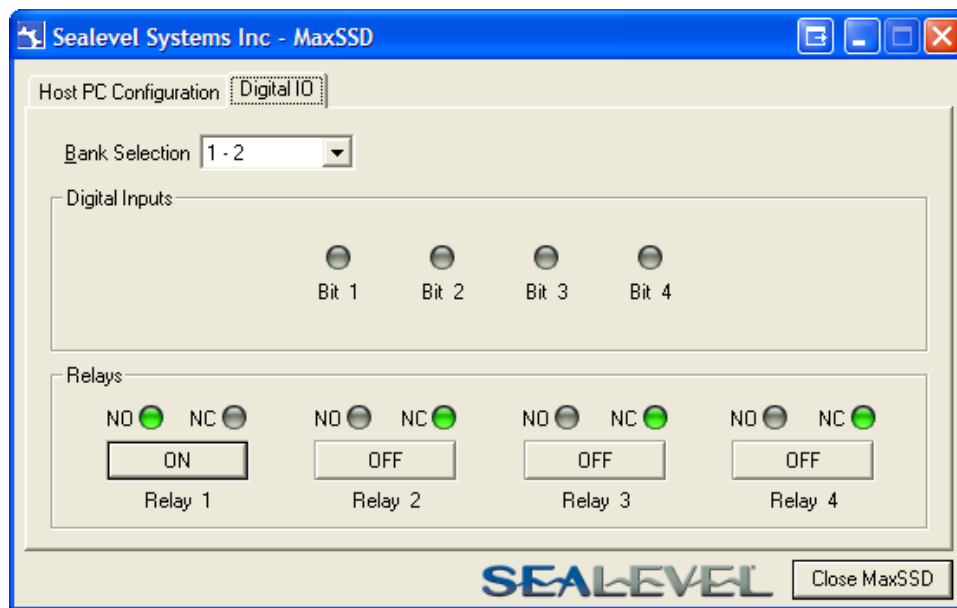 Sealevel Systems Inc - MaxSSD
Host PC Configuration Digital IO
Bank Selection 1 - 2
Digital Inputs
Bit 1 Bit 2 Bit 3 Bit 4
Relays
NO NC NO NC NO NC NO NC
ON OFF OFF OFF
Relay 1 Relay 2 Relay 3 Relay 4
SEALEVEL Close MaxSSD